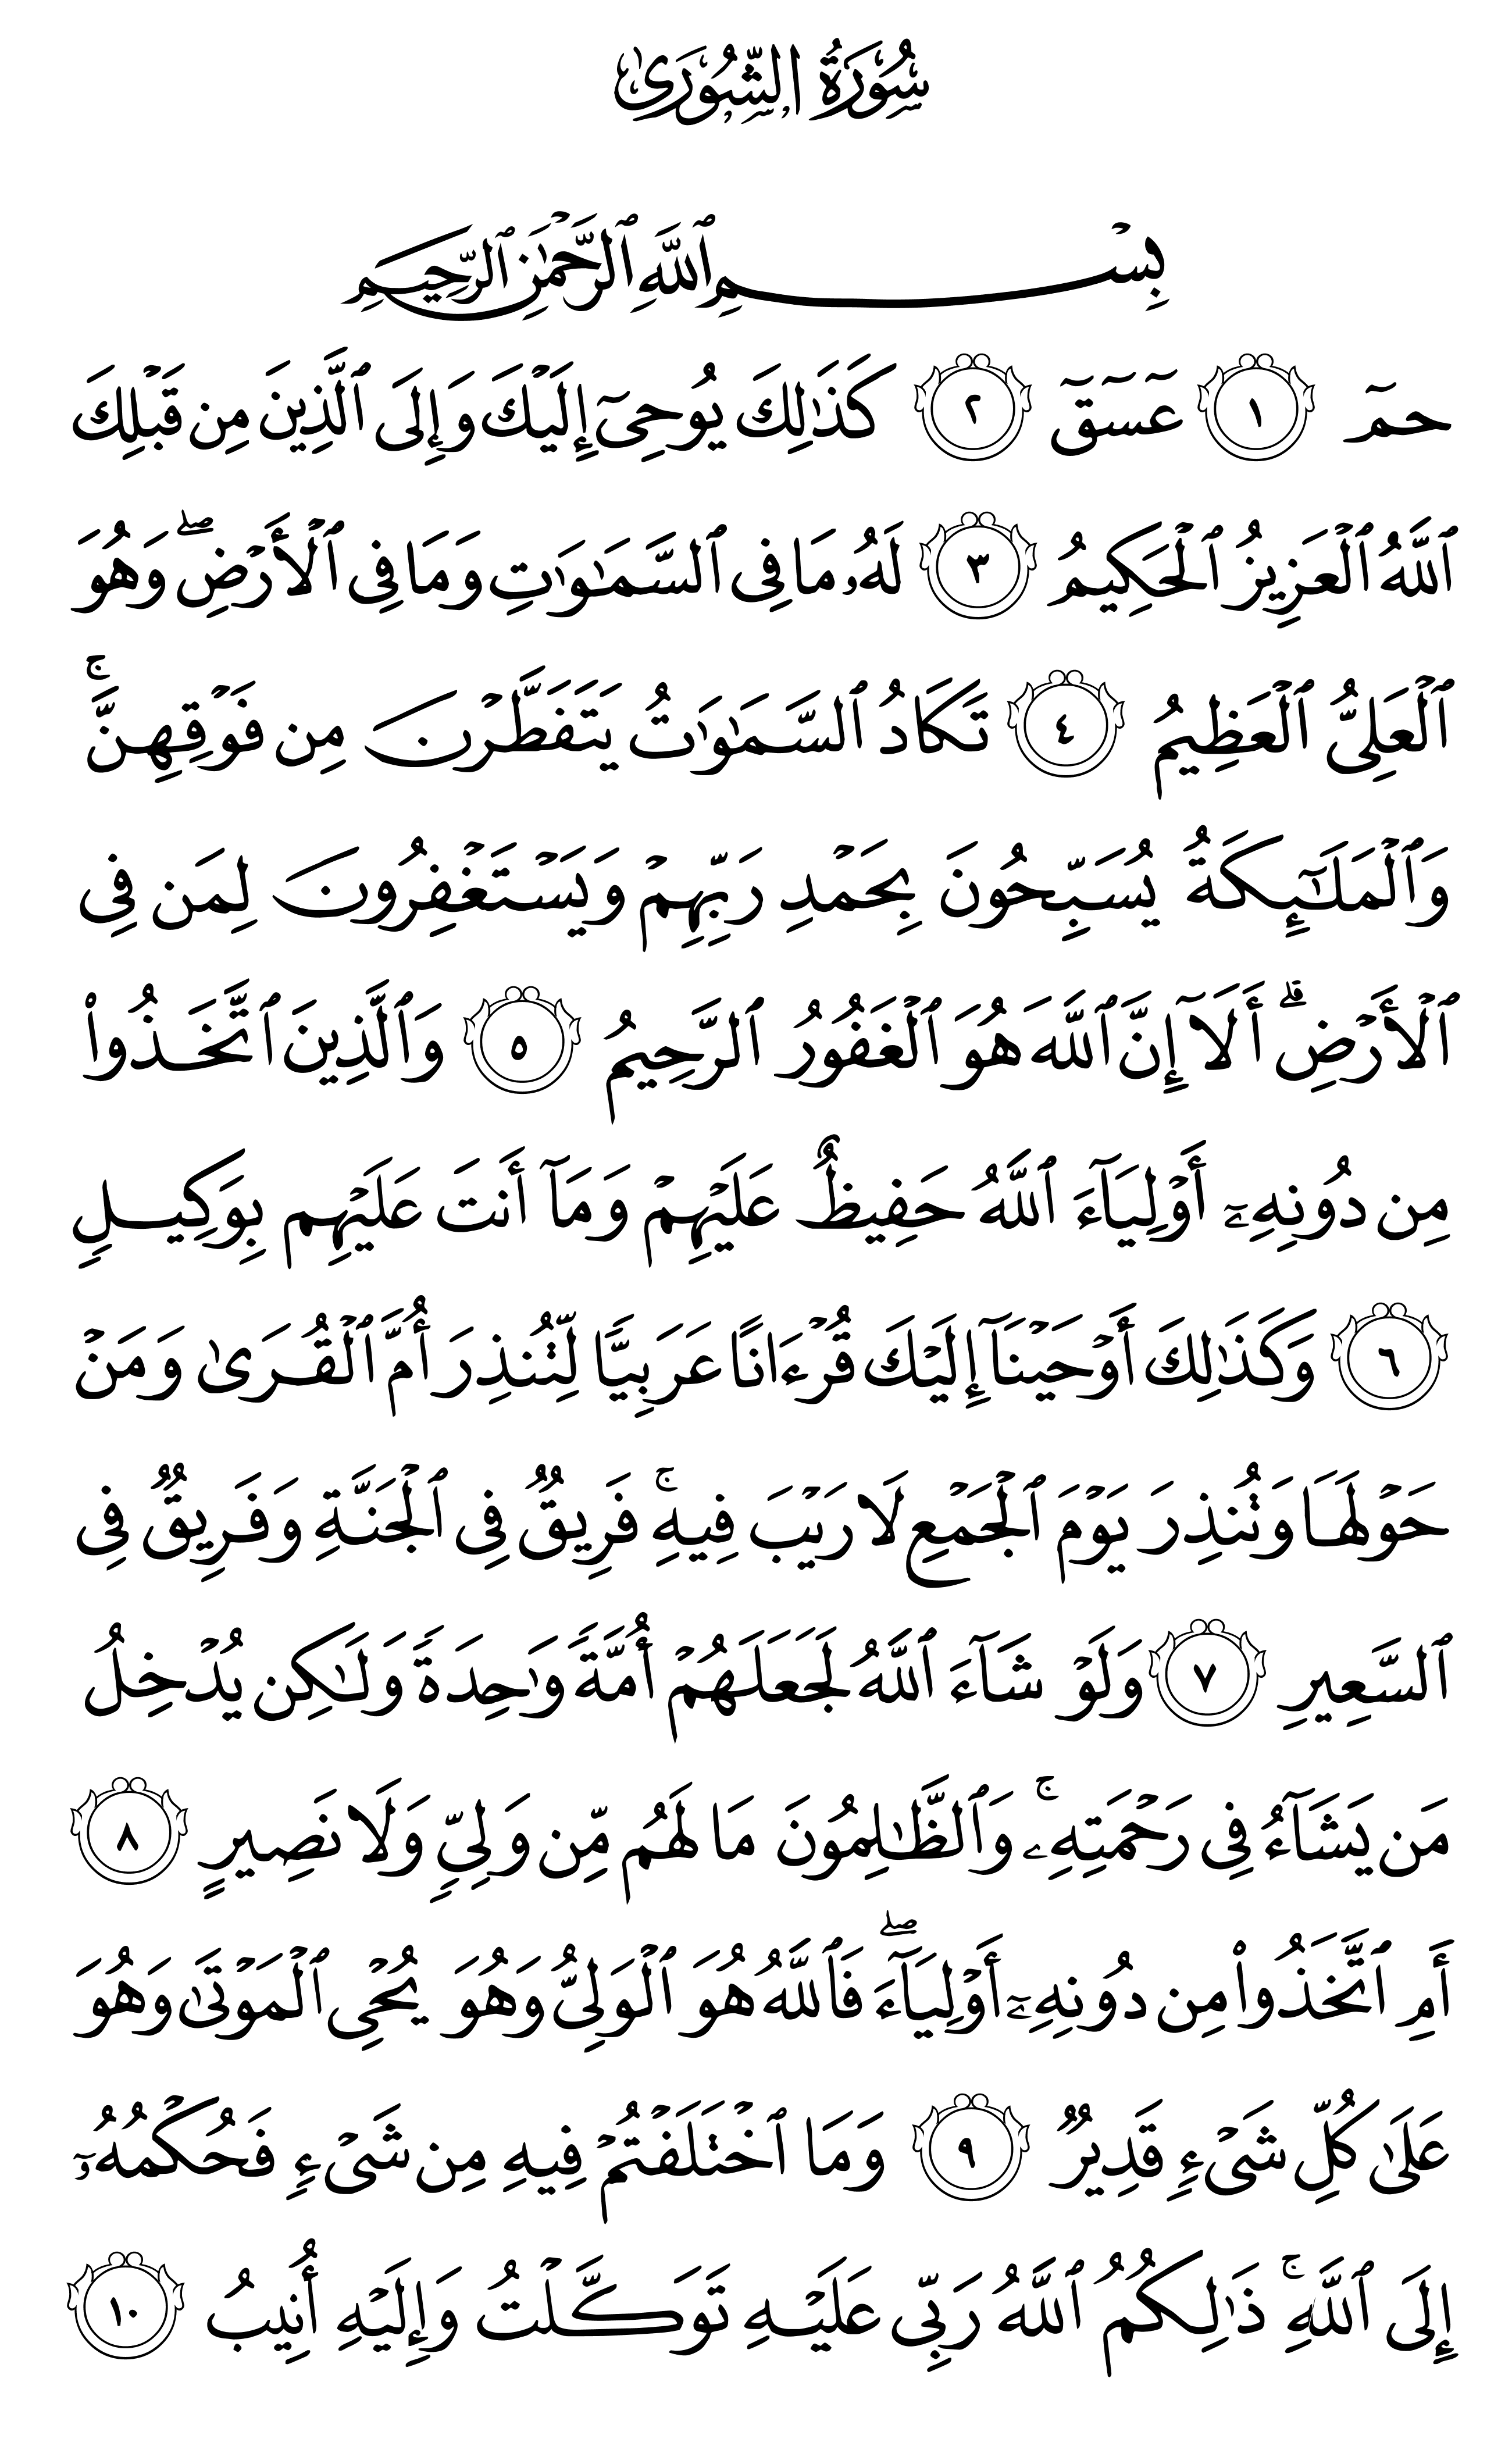 سُورَةُ الشُّورَىٰ
بِسۡمِ ٱللَّهِ ٱلرَّحۡمَٰنِ ٱلرَّحِيمِ
حمٓ ١ عٓسٓقٓ ٢ كَذَٰلِكَ يُوحِيٓ إِلَيۡكَ وَإِلَى ٱلَّذِينَ مِن قَبۡلِكَ
ٱللَّهُ ٱلۡعَزِيزُ ٱلۡحَكِيمُ ٣ لَهُۥ مَا فِي ٱلسَّمَٰوَٰتِ وَمَا فِي ٱلۡأَرۡضِۖ وَهُوَ
ٱلۡعَلِيُّ ٱلۡعَظِيمُ ٤ تَكَادُ ٱلسَّمَٰوَٰتُ يَتَفَطَّرۡنَ مِن فَوۡقِهِنَّۚ
وَٱلۡمَلَٰٓئِكَةُ يُسَبِّحُونَ بِحَمۡدِ رَبِّهِمۡ وَيَسۡتَغۡفِرُونَ لِمَن فِي
ٱلۡأَرۡضِۗ أَلَآ إِنَّ ٱللَّهَ هُوَ ٱلۡغَفُورُ ٱلرَّحِيمُ ٥ وَٱلَّذِينَ ٱتَّخَذُواْ
مِن دُونِهِۦٓ أَوۡلِيَآءَ ٱللَّهُ حَفِيظٌ عَلَيۡهِمۡ وَمَآ أَنتَ عَلَيۡهِم بِوَكِيلٖ
٦ وَكَذَٰلِكَ أَوۡحَيۡنَآ إِلَيۡكَ قُرۡءَانًا عَرَبِيّٗا لِّتُنذِرَ أُمَّ ٱلۡقُرَىٰ وَمَنۡ
حَوۡلَهَا وَتُنذِرَ يَوۡمَ ٱلۡجَمۡعِ لَا رَيۡبَ فِيهِۚ فَرِيقٞ فِي ٱلۡجَنَّةِ وَفَرِيقٞ فِي
ٱلسَّعِيرِ ٧ وَلَوۡ شَآءَ ٱللَّهُ لَجَعَلَهُمۡ أُمَّةٗ وَٰحِدَةٗ وَلَٰكِن يُدۡخِلُ
مَن يَشَآءُ فِي رَحۡمَتِهِۦۚ وَٱلظَّٰلِمُونَ مَا لَهُم مِّن وَلِيّٖ وَلَا نَصِيرٍ ٨
أَمِ ٱتَّخَذُواْ مِن دُونِهِۦٓ أَوۡلِيَآءَۖ فَٱللَّهُ هُوَ ٱلۡوَلِيُّ وَهُوَ يُحۡيِ ٱلۡمَوۡتَىٰ وَهُوَ
عَلَىٰ كُلِّ شَيۡءٖ قَدِيرٞ ٩ وَمَا ٱخۡتَلَفۡتُمۡ فِيهِ مِن شَيۡءٖ فَحُكۡمُهُۥٓ
إِلَى ٱللَّهِۚ ذَٰلِكُمُ ٱللَّهُ رَبِّي عَلَيۡهِ تَوَكَّلۡتُ وَإِلَيۡهِ أُنِيبُ ١٠